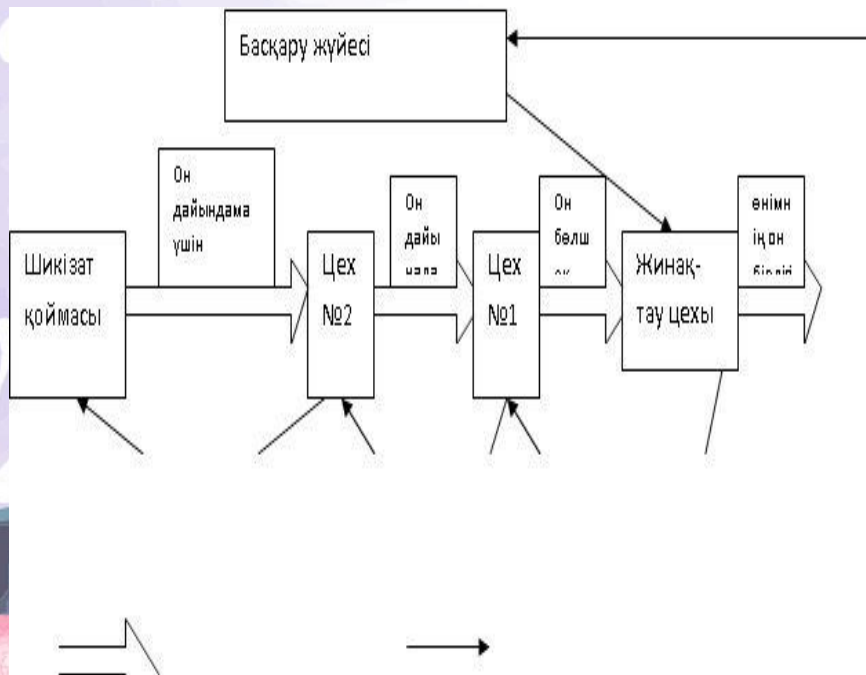 Басқару жүйесі
Он
дайындама
үшін
Он
дайы
Он
бөлш
өнімн
ің он
Шикізат
қоймасы
Цех
№2
Цех
№1
Жинақ-
тау цехы